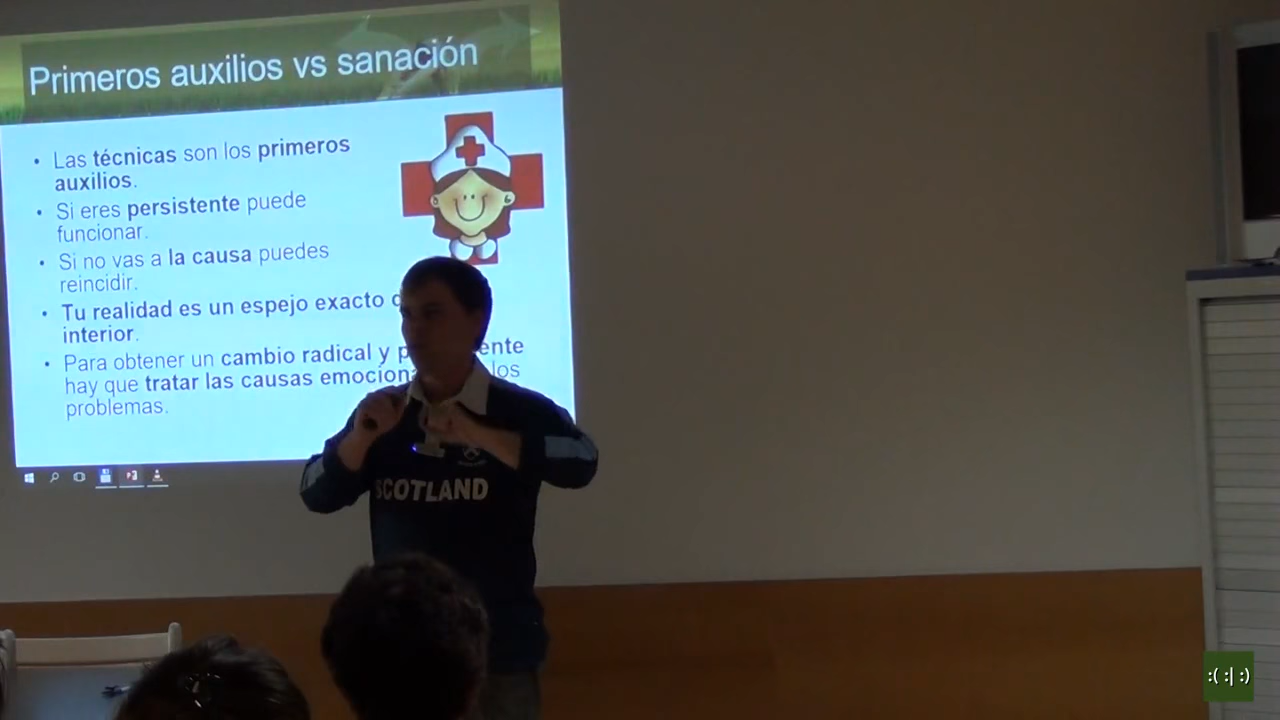 Primeros auxilios vs sanación
• Las técnicas son los primeros
auxilios.
• Si eres persistente puede
funcionar.
• Si no vas a la causa puedes
reincidir.
• Tu realidad es un espejo exacto
interior.
• Para obtener un cambio radical y
hay que tratar las causas los
problemas.
SCOTLAND
:( :| :)